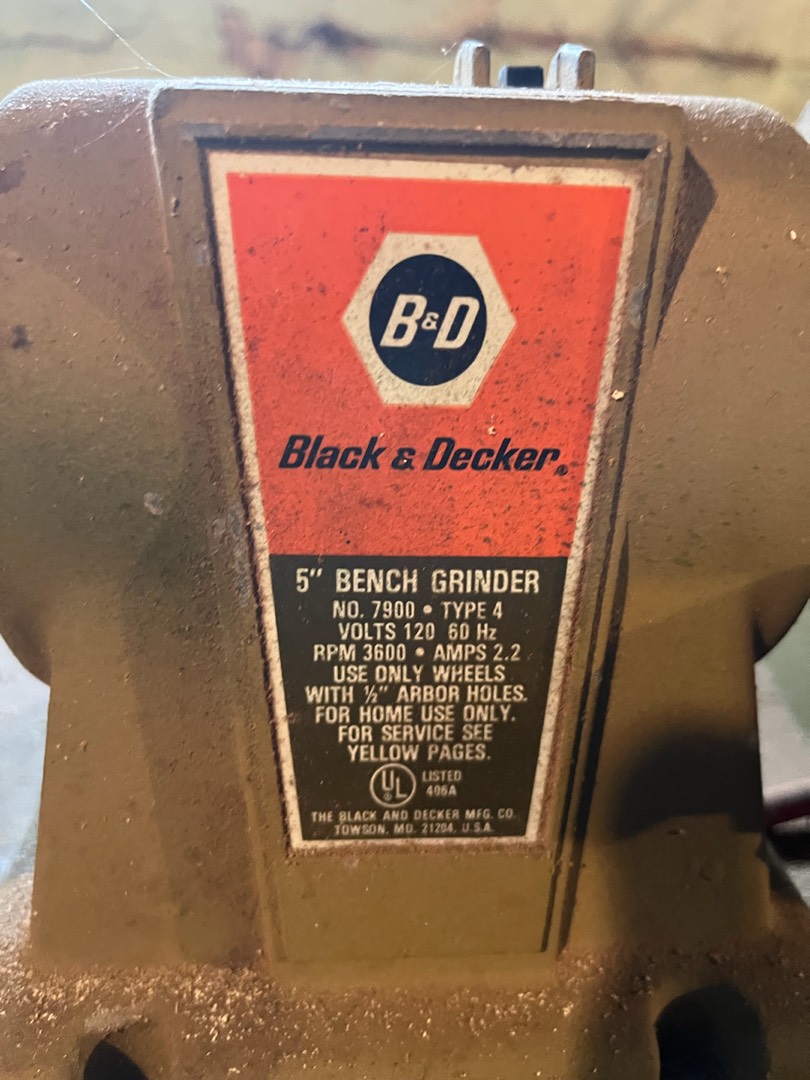 B&D
Black & Decker®
5" BENCH GRINDER
NO. 7900 • TYPE 4
VOLTS 120 60 Hz
RPM 3600 • AMPS 2.2
USE ONLY WHEELS
WITH ½" ARBOR HOLES.
FOR HOME USE ONLY.
FOR SERVICE SEE
YELLOW PAGES.
UL® LISTED
406A
THE BLACK AND DECKER MFG. CO.
TOWSON, MD. 21204, U.S.A.